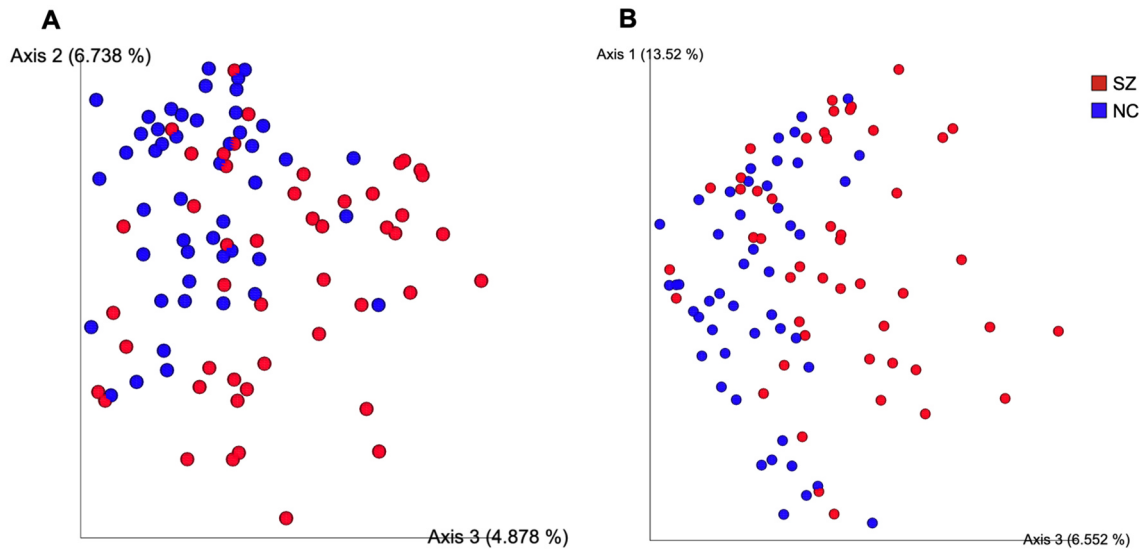 A
Axis 2 (6.738 %)
Axis 3 (4.878 %)
B
Axis 1 (13.52 %)
Axis 3 (6.552 %)
SZ
NC